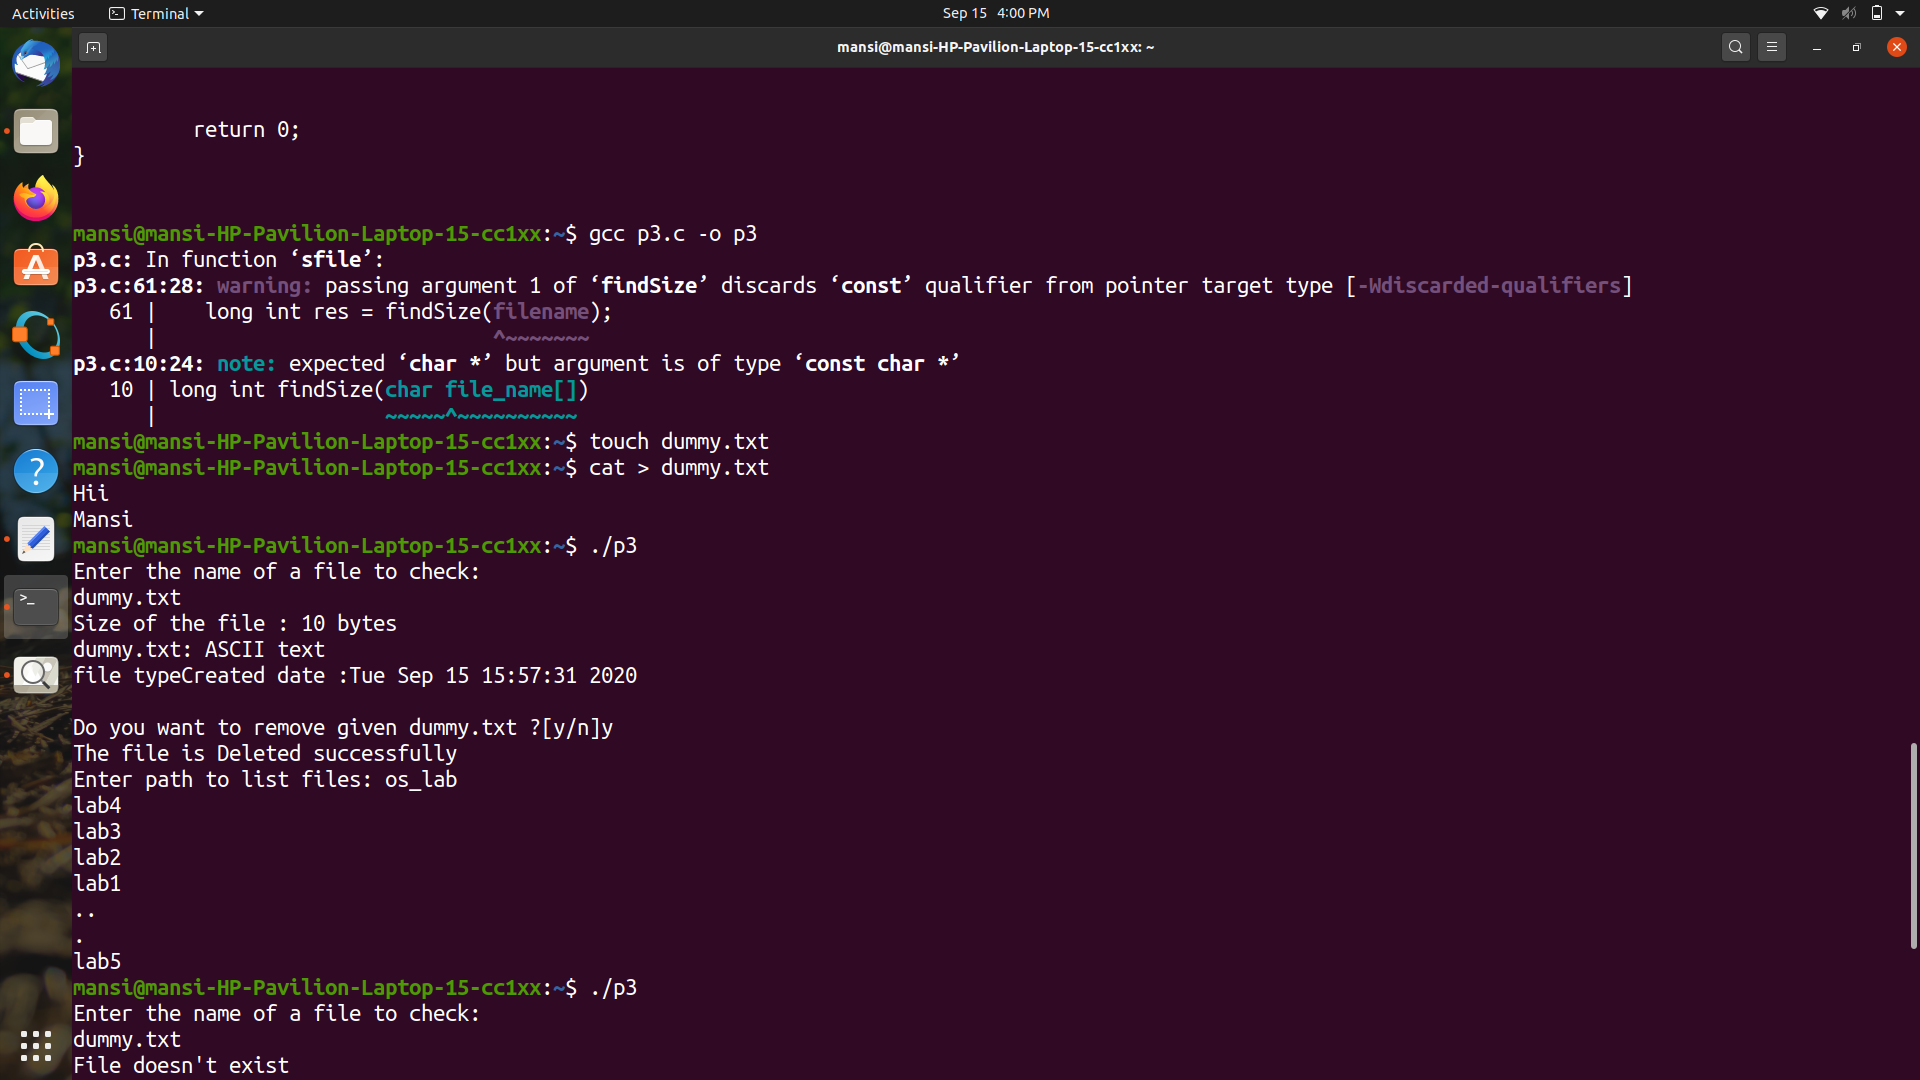 Activities Terminal Sep 15 4:00 PM
mansi@mansi-HP-Pavilion-Laptop-15-cc1xx: ~
return 0;
}
mansi@mansi-HP-Pavilion-Laptop-15-cc1xx:~$ gcc p3.c -o p3
p3.c: In function ‘sfile’:
p3.c:61:28: warning: passing argument 1 of ‘findSize’ discards ‘const’ qualifier from pointer target type [-Wdiscarded-qualifiers]
61 | long int res = findSize(filename);
| ^~~~~~~~
p3.c:10:24: note: expected ‘char *’ but argument is of type ‘const char *’
10 | long int findSize(char file_name[])
| ~~~~~^~~~~~~~~~~
mansi@mansi-HP-Pavilion-Laptop-15-cc1xx:~$ touch dummy.txt
mansi@mansi-HP-Pavilion-Laptop-15-cc1xx:~$ cat > dummy.txt
Hii
Mansi
mansi@mansi-HP-Pavilion-Laptop-15-cc1xx:~$ ./p3
Enter the name of a file to check:
dummy.txt
Size of the file : 10 bytes
dummy.txt: ASCII text
file typeCreated date :Tue Sep 15 15:57:31 2020
Do you want to remove given dummy.txt ?[y/n]y
The file is Deleted successfully
Enter path to list files: os_lab
lab4
lab3
lab2
lab1
..
.
lab5
mansi@mansi-HP-Pavilion-Laptop-15-cc1xx:~$ ./p3
Enter the name of a file to check:
dummy.txt
File doesn't exist